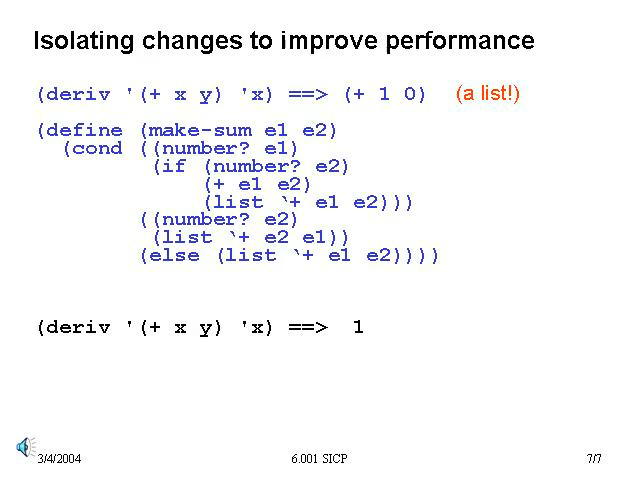 Isolating changes to improve performance
(deriv '(+ x y) 'x) ==> (+ 1 0) (a list!)
(define (make-sum e1 e2)
(cond ((number? e1)
(if (number? e2)
(+ e1 e2)
(list ‵+ e1 e2)))
((number? e2)
(list ‵+ e2 e1))
(else (list ‵+ e1 e2))))
(deriv '(+ x y) 'x) ==> 1
3/4/2004 6.001 SICP 7/7